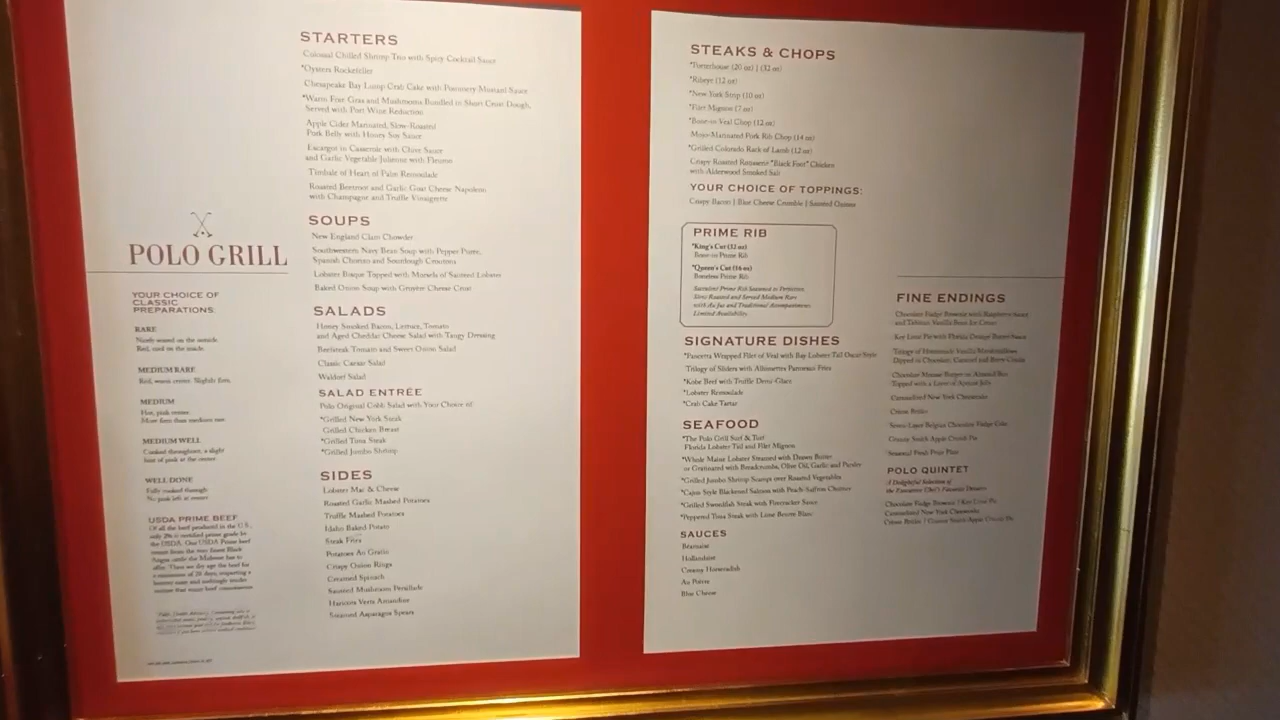 POLO GRILL
YOUR CHOICE OF
CLASSIC
PREPARATIONS:
RARE
Nicely seared on the outside.
Red, cool on the inside.
MEDIUM RARE
Red, warm center. Slightly firm.
MEDIUM
Hot, pink center.
More firm than medium rare.
MEDIUM WELL
Cooked throughout, a slight
hint of pink at the center.
WELL DONE
Fully cooked through.
No pink left at center.
USDA PRIME BEEF
Of all the beef produced in the U.S.,
only 2% is certified prime grade by
the USDA. Our USDA Prime beef
comes from the very finest Black
Angus cattle the Midwest has to
offer. Then we dry age the beef for
a minimum of 28 days, imparting a
STARTERS
Colossal Chilled Shrimp Trio with Spicy Cocktail Sauce
*Oysters Rockefeller
Chesapeake Bay Lump Crab Cake with Pommery Mustard Sauce
*Warm Foie Gras and Mushrooms Bundled in Short Crust Dough,
Served with Port Wine Reduction
Apple Cider Marinated, Slow-Roasted
Pork Belly with Honey Soy Sauce
Escargot in Casserole with Chive Sauce
and Garlic Vegetable Julienne with Fleuron
Timbale of Heart of Palm Remoulade
Roasted Beetroot and Garlic Goat Cheese Napoleon
with Champagne and Truffle Vinaigrette
SOUPS
New England Clam Chowder
Southwestern Navy Bean Soup with Pepper Puree,
Spanish Chorizo and Sourdough Croutons
Lobster Bisque Topped with Morsels of Sauteed Lobster
Baked Onion Soup with Gruyère Cheese Crust
SALADS
Honey Smoked Bacon, Lettuce, Tomato
and Aged Cheddar Cheese Salad with Tangy Dressing
Beefsteak Tomato and Sweet Onion Salad
Classic Caesar Salad
Waldorf Salad
SALAD ENTRÉE
Polo Original Cobb Salad with Your Choice of:
*Grilled New York Steak
Grilled Chicken Breast
*Grilled Tuna Steak
*Grilled Jumbo Shrimp
SIDES
Lobster Mac & Cheese
Roasted Garlic Mashed Potatoes
Truffle Mashed Potatoes
Idaho Baked Potato
Steak Fries
Potatoes Au Gratin
Crispy Onion Rings
Creamed Spinach
Sauteed Mushroom Persillade
Haricots Verts Amandine
Steamed Asparagus Spears
STEAKS & CHOPS
*Porterhouse (20 oz) | (32 oz)
*Ribeye (12 oz)
*New York Strip (10 oz)
*Filet Mignon (7 oz)
*Bone-in Veal Chop (12 oz)
Mojo-Marinated Pork Rib Chop (14 oz)
*Grilled Colorado Rack of Lamb (12 oz)
Crispy Roasted Rotisserie "Black Foot" Chicken
with Alderwood Smoked Salt
YOUR CHOICE OF TOPPINGS:
Crispy Bacon | Blue Cheese Crumble | Sauteed Onions
PRIME RIB
*King's Cut (32 oz)
Bone-in Prime Rib
*Queen's Cut (16 oz)
Boneless Prime Rib
Succulent Prime Rib Seasoned to Perfection,
Slow Roasted and Served Medium Rare
with Au Jus and Traditional Accompaniments.
Limited Availability.
SIGNATURE DISHES
*Pancetta Wrapped Filet of Veal with Bay Lobster Tail Oscar Style
Trilogy of Sliders with Allumettes Parmesan Fries
*Kobe Beef with Truffle Demi-Glace
*Lobster Remoulade
*Crab Cake Tartar
SEAFOOD
*The Polo Grill Surf & Turf
Florida Lobster Tail and Filet Mignon
*Whole Maine Lobster Steamed with Drawn Butter
or Gratinated with Breadcrumbs, Olive Oil, Garlic and Parsley
*Grilled Jumbo Shrimp Scampi over Roasted Vegetables
*Cajun Style Blackened Salmon with Peach-Saffron Chutney
*Grilled Swordfish Steak with Firecracker Sauce
*Peppered Tuna Steak with Lime Beurre Blanc
SAUCES
Béarnaise
Hollandaise
Creamy Horseradish
Au Poivre
Blue Cheese
FINE ENDINGS
Chocolate Fudge Brownie with Raspberry Sauce
and Tahitian Vanilla Bean Ice Cream
Key Lime Pie with Florida Orange Butter Sauce
Trilogy of Homemade Vanilla Marshmallows
Dipped in Chocolate, Caramel and Berry Coulis
Chocolate Mousse Burger on Almond Bun
Topped with a Layer of Apricot Jelly
Caramelized New York Cheesecake
Crème Brûlée
Seven Layer Belgian Chocolate Fudge Cake
Granny Smith Apple Crumb Pie
Seasonal Fresh Fruit Plate
POLO QUINTET
A Delightful Selection of
the Executive Chef's Favorite Desserts
Chocolate Fudge Brownie | Key Lime Pie
Caramelized New York Cheesecake
Crème Brûlée | Granny Smith Apple Crumb Pie